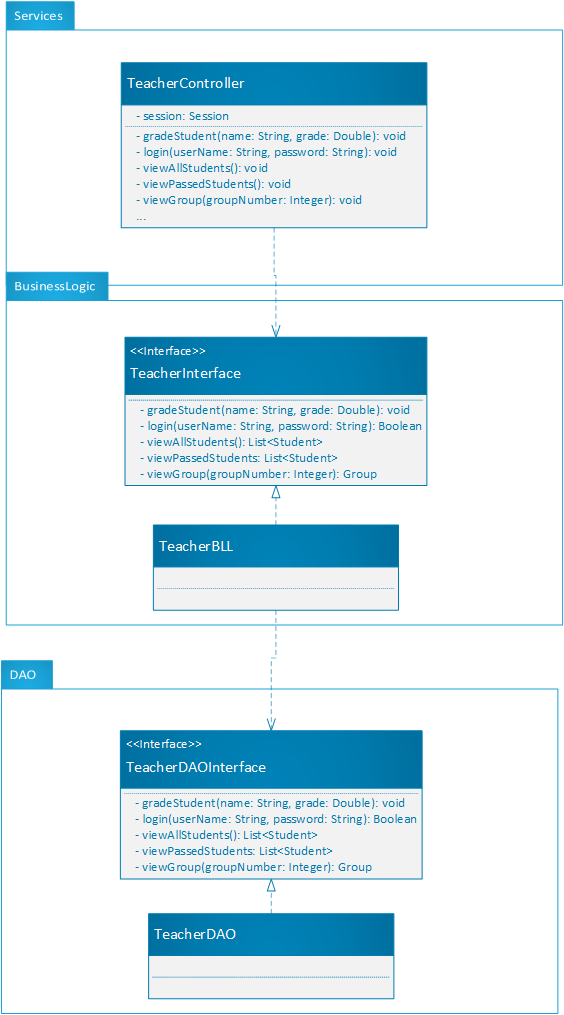 Services
TeacherController
- session: Session
- gradeStudent(name: String, grade: Double): void
- login(userName: String, password: String): void
- viewAllStudents(): void
- viewPassedStudents(): void
- viewGroup(groupNumber: Integer): void
...
BusinessLogic
<<Interface>>
TeacherInterface
- gradeStudent(name: String, grade: Double): void
- login(userName: String, password: String): Boolean
- viewAllStudents(): List<Student>
- viewPassedStudents: List<Student>
- viewGroup(groupNumber: Integer): Group
TeacherBLL
DAO
<<Interface>>
TeacherDAOInterface
- gradeStudent(name: String, grade: Double): void
- login(userName: String, password: String): Boolean
- viewAllStudents(): List<Student>
- viewPassedStudents: List<Student>
- viewGroup(groupNumber: Integer): Group
TeacherDAO